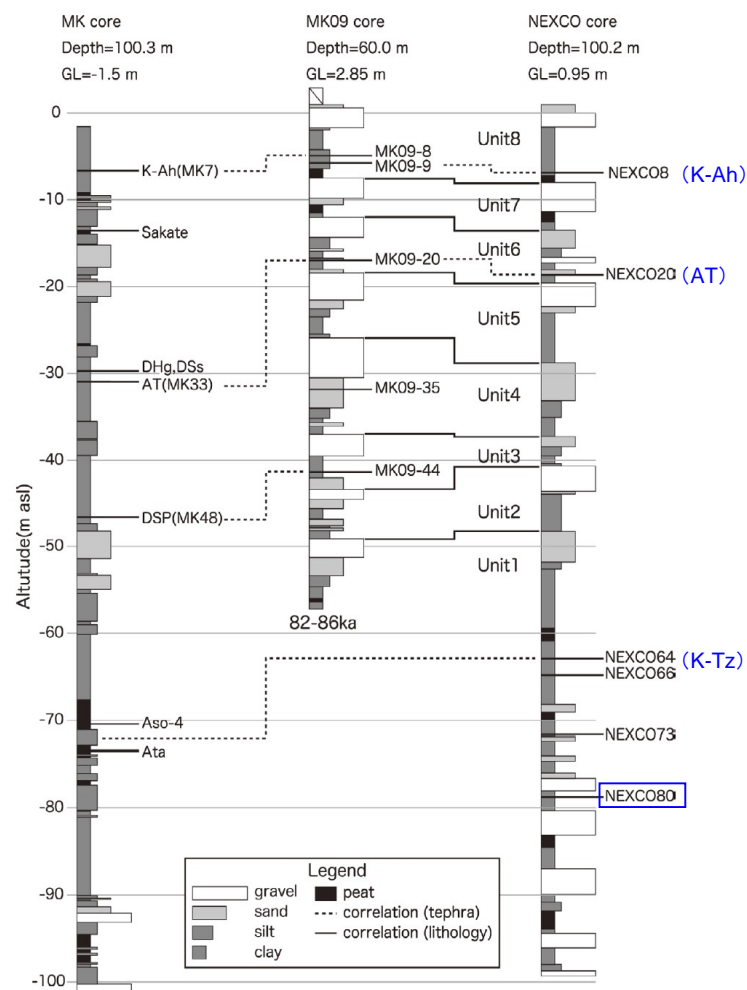 MK core
Depth=100.3 m
GL=-1.5 m
MK09 core
Depth=60.0 m
GL=2.85 m
NEXCO core
Depth=100.2 m
GL=0.95 m
Altutude(m asl)
0
-10
-20
-30
-40
-50
-60
-70
-80
-90
-100
K-Ah(MK7)
Sakate
DHg,DSs
AT(MK33)
DSP(MK48)
Aso-4
Ata
MK09-8
MK09-9
MK09-20
MK09-35
MK09-44
82-86ka
Unit8
Unit7
Unit6
Unit5
Unit4
Unit3
Unit2
Unit1
NEXCO8 (K-Ah)
NEXCO20 (AT)
NEXCO64 (K-Tz)
NEXCO66
NEXCO73
NEXCO80
Legend
gravel
sand
silt
clay
peat
correlation (tephra)
correlation (lithology)